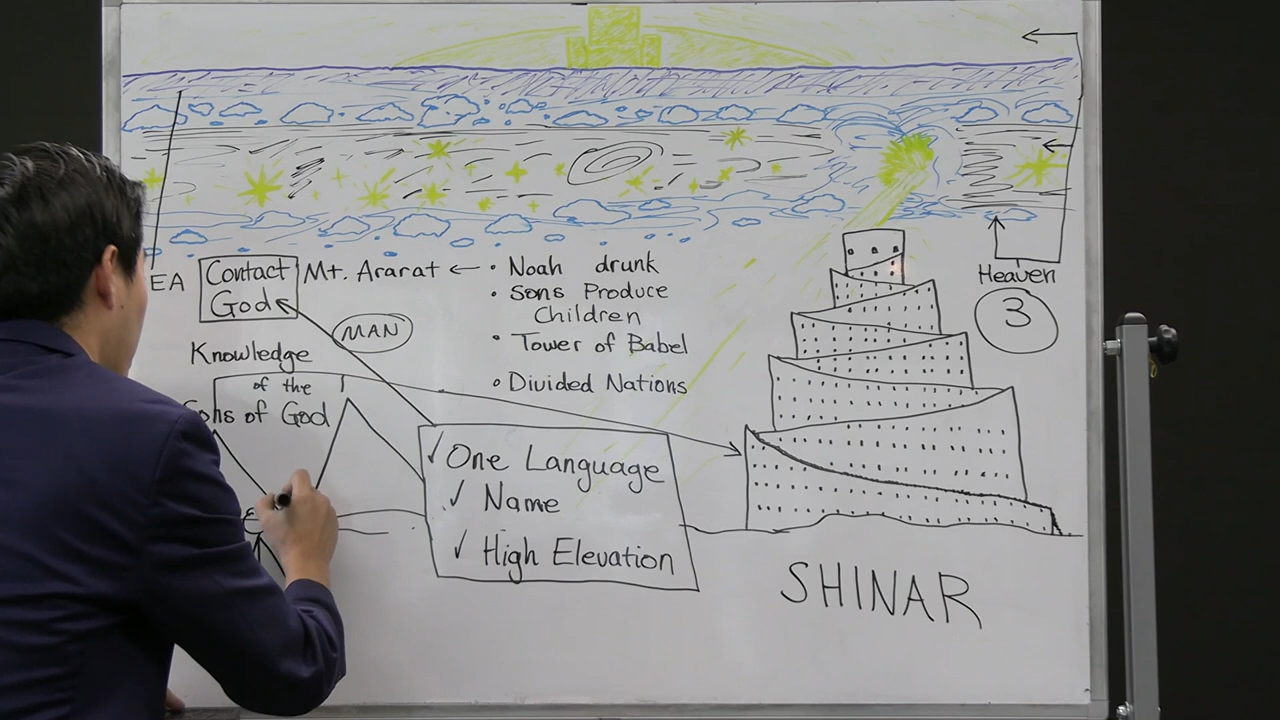 EA
Contact
God
Mt. Ararat
• Noah drunk
• Sons Produce
Children
• Tower of Babel
• Divided Nations
MAN
Knowledge
of the
Sons of God
✓ One Language
✓ Name
✓ High Elevation
Heaven
3
SHINAR